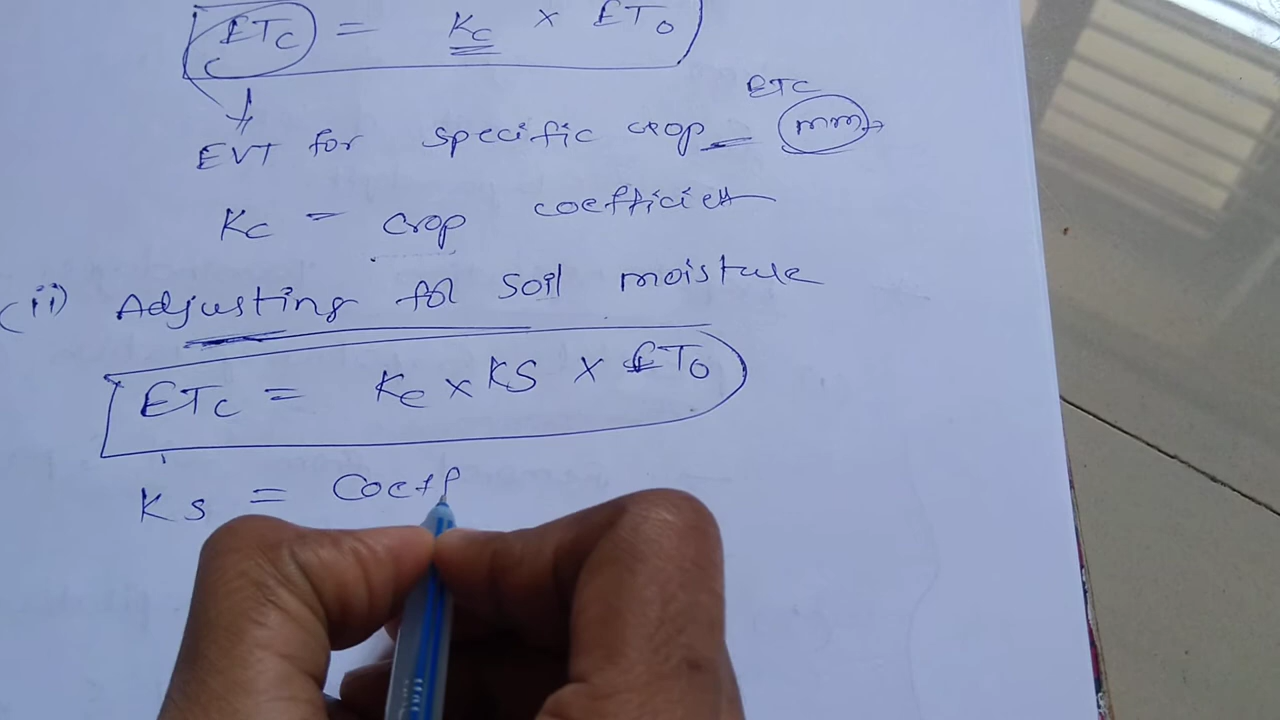 ETc = Kc × ETo
ETC
EVT for specific crop = mm
Kc = crop coefficient
(ii) Adjusting for soil moisture
ETc = Kc × KS × ETo
Ks = Coeff